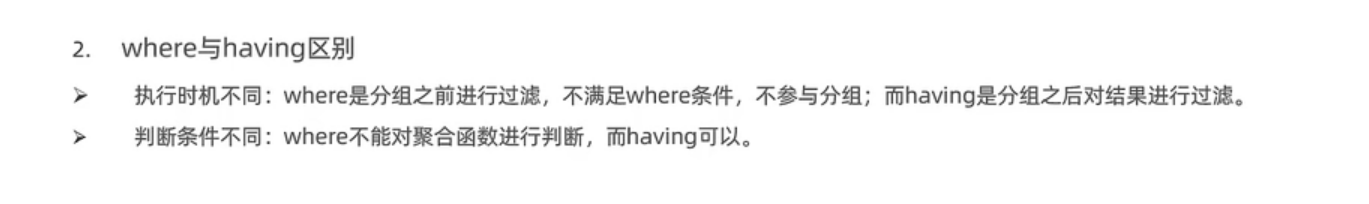 2. where与having区别
➢ 执行时机不同：where是分组之前进行过滤，不满足where条件，不参与分组；而having是分组之后对结果进行过滤。
➢ 判断条件不同：where不能对聚合函数进行判断，而having可以。